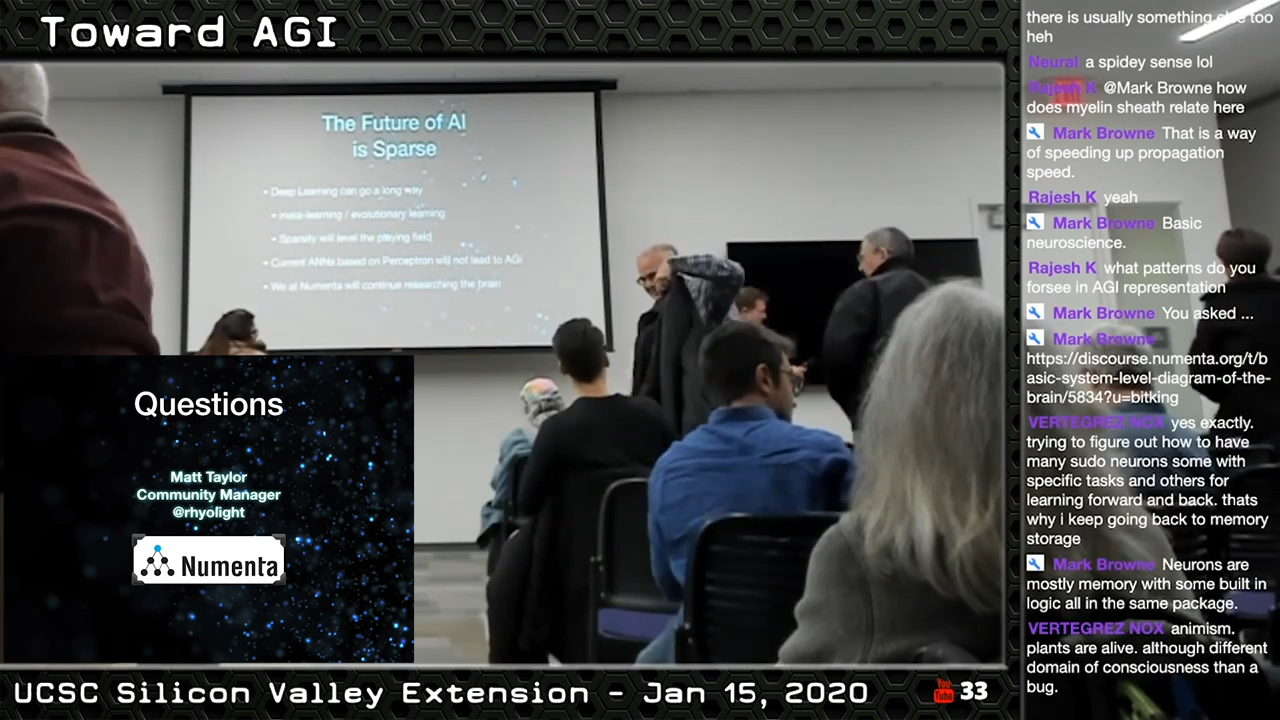 Toward AGI
The Future of AI
is Sparse
• Deep Learning can go a long way
• meta-learning / evolutionary learning
• Sparsity will level the playing field
• Current ANNs based on Perceptron will not lead to AGI
• We at Numenta will continue researching the brain
Questions
Matt Taylor
Community Manager
@rhyolight
Numenta
UCSC Silicon Valley Extension - Jan 15, 2020
You
Tube
33
there is usually something else too
heh
Neural a spidey sense lol
Rajesh K @Mark Browne how
does myelin sheath relate here
Mark Browne That is a way
of speeding up propagation
speed.
Rajesh K yeah
Mark Browne Basic
neuroscience.
Rajesh K what patterns do you
forsee in AGI representation
Mark Browne You asked ...
Mark Browne
https://discourse.numenta.org/t/b
asic-system-level-diagram-of-the-
brain/5834?u=bitking
VERTEGREZ NOX yes exactly.
trying to figure out how to have
many sudo neurons some with
specific tasks and others for
learning forward and back. thats
why i keep going back to memory
storage
Mark Browne Neurons are
mostly memory with some built in
logic all in the same package.
VERTEGREZ NOX animism.
plants are alive. although different
domain of consciousness than a
bug.